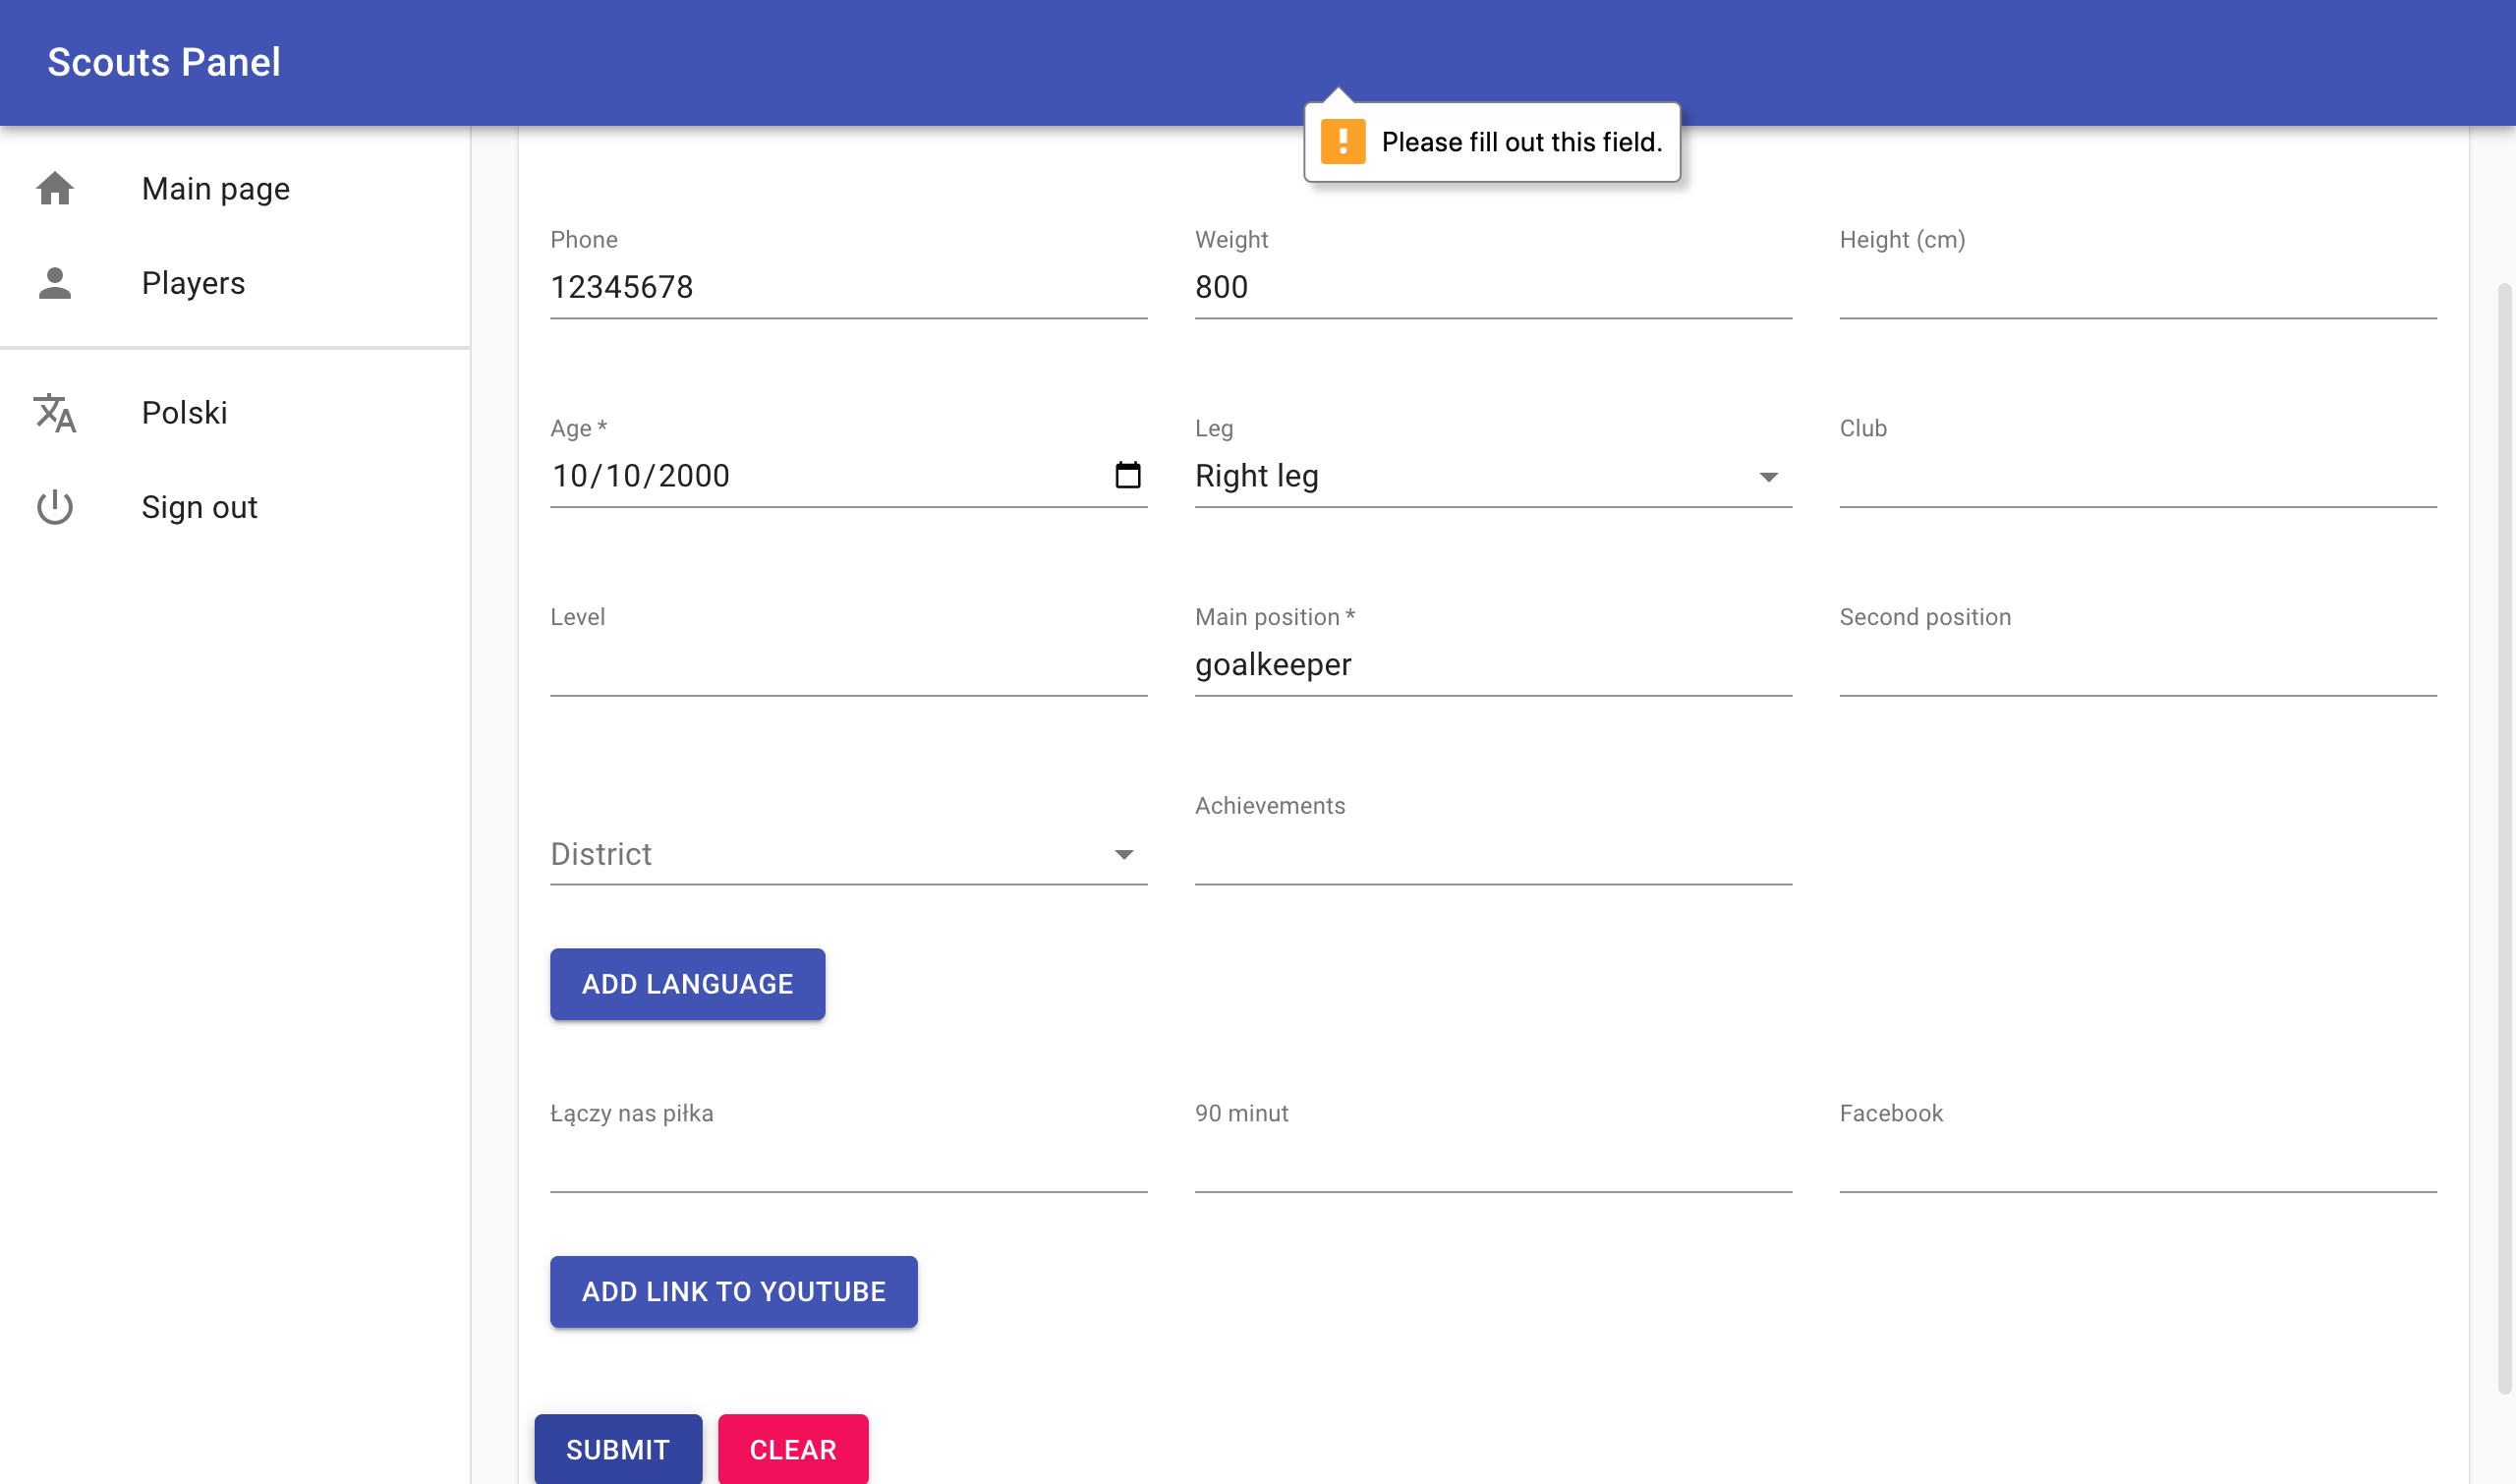 Scouts Panel
Please fill out this field.
Main page
Players
Polski
Sign out
Phone
12345678
Weight
800
Height (cm)
Age *
10/10/2000
Leg
Right leg
Club
Level
Main position *
goalkeeper
Second position
District
Achievements
ADD LANGUAGE
Łączy nas piłka
90 minut
Facebook
ADD LINK TO YOUTUBE
SUBMIT
CLEAR